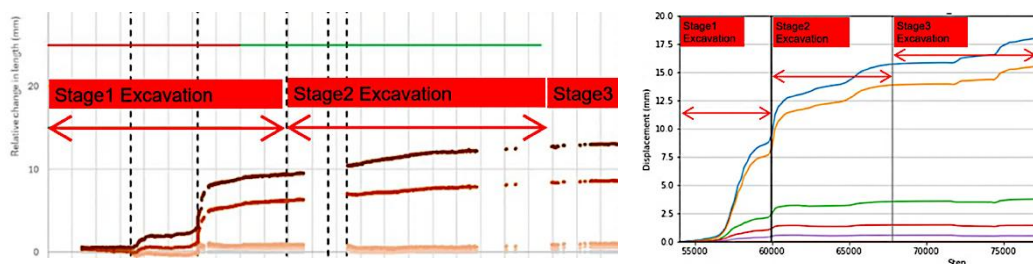 Relative change in length (mm)
20
10
0
Stage1 Excavation
Stage2 Excavation
Stage3
Displacement (mm)
20.0
17.5
15.0
12.5
10.0
7.5
5.0
2.5
0.0
Stage1
Excavation
Stage2
Excavation
Stage3
Excavation
55000
60000
65000
70000
75000
Step